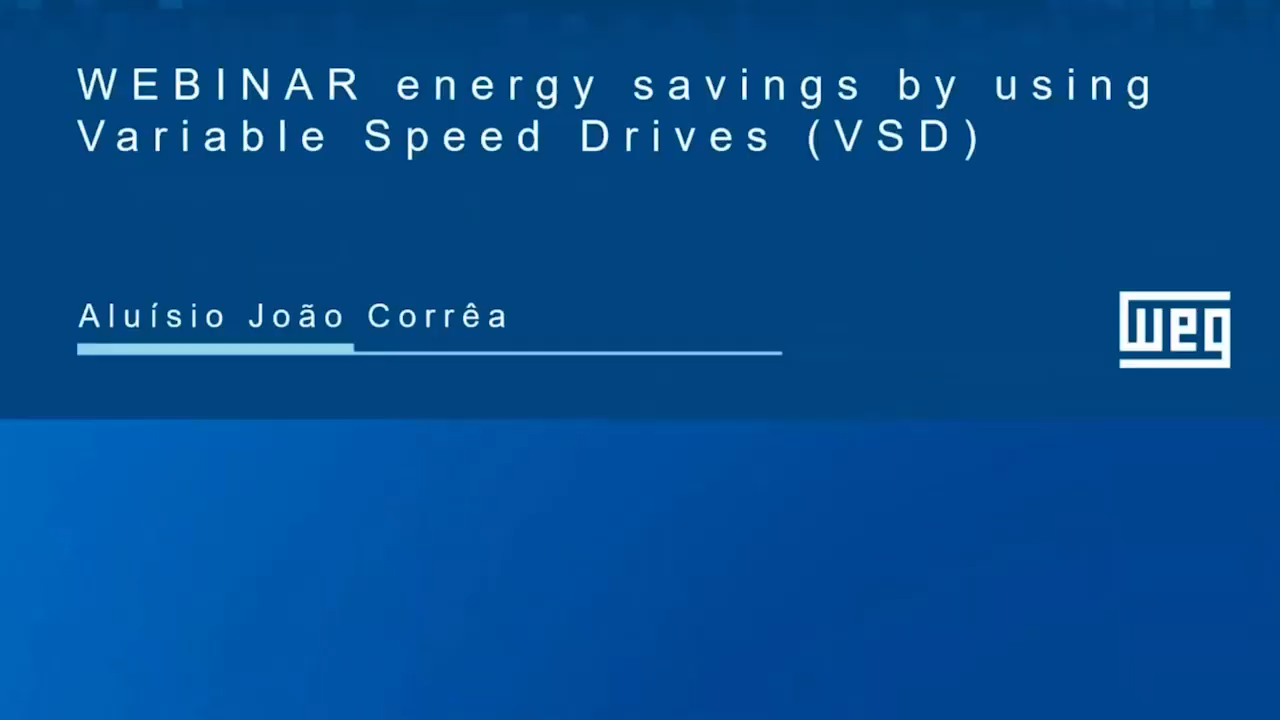 WEBINAR energy savings by using
Variable Speed Drives (VSD)
Aluísio João Corrêa
weg